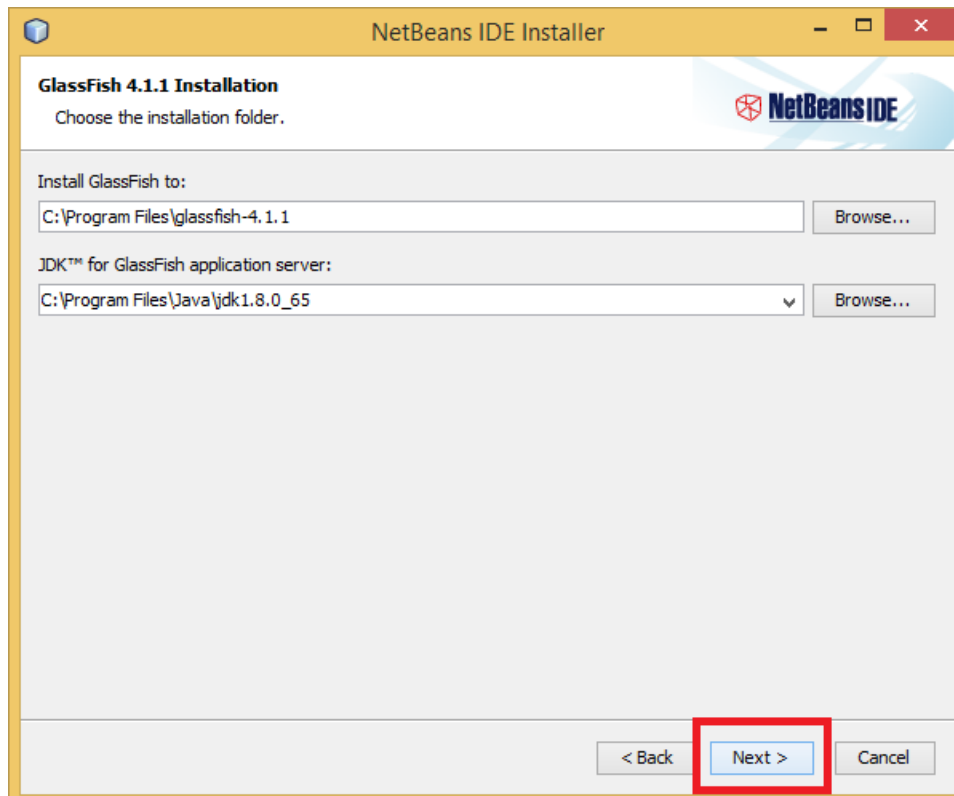 NetBeans IDE Installer
GlassFish 4.1.1 Installation
Choose the installation folder.
NetBeans IDE
Install GlassFish to:
C:\Program Files\glassfish-4.1.1
Browse...
JDK™ for GlassFish application server:
C:\Program Files\Java\jdk1.8.0_65
Browse...
< Back
Next >
Cancel